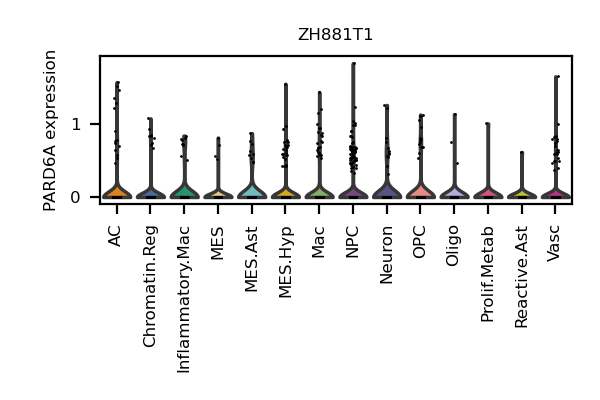 ZH881T1
PARD6A expression
1
0
AC
Chromatin.Reg
Inflammatory.Mac
MES
MES.Ast
MES.Hyp
Mac
NPC
Neuron
OPC
Oligo
Prolif.Metab
Reactive.Ast
Vasc